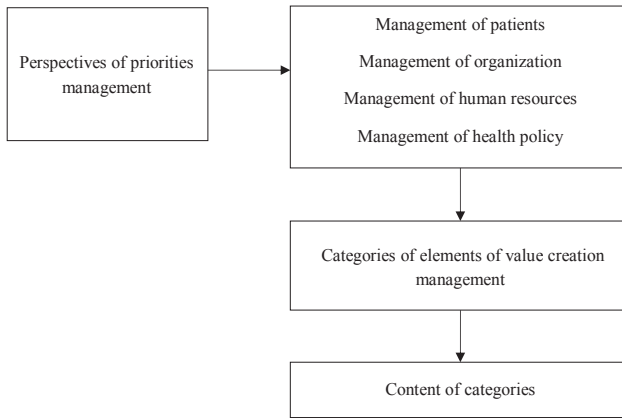 Perspectives of priorities
management
Management of patients
Management of organization
Management of human resources
Management of health policy
Categories of elements of value creation
management
Content of categories